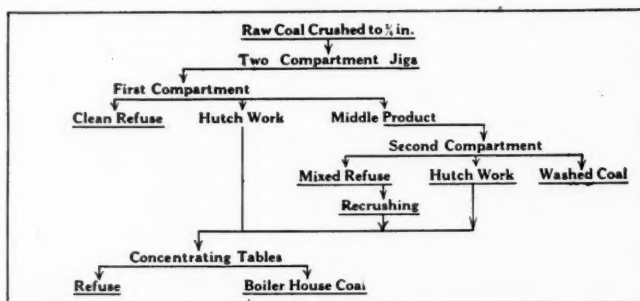 Raw Coal Crushed to ¼ in.
Two Compartment Jigs
First Compartment
Clean Refuse Hutch Work Middle Product
Second Compartment
Mixed Refuse Hutch Work Washed Coal
Recrushing
Concentrating Tables
Refuse Boiler House Coal